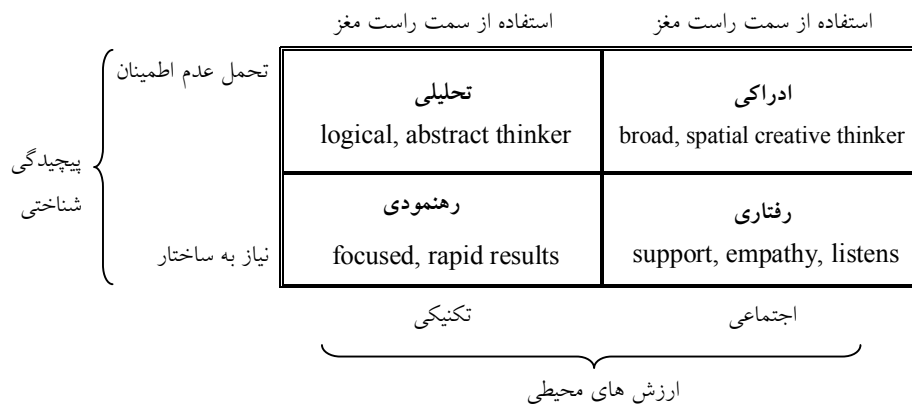 استفاده از سمت راست مغز
استفاده از سمت راست مغز
تحمل عدم اطمینان
تحلیلی
logical, abstract thinker
ادراکی
broad, spatial creative thinker
پیچیدگی
شناختی
رهنمودی
focused, rapid results
رفتاری
support, empathy, listens
نیاز به ساختار
تکنیکی
اجتماعی
ارزش های محیطی